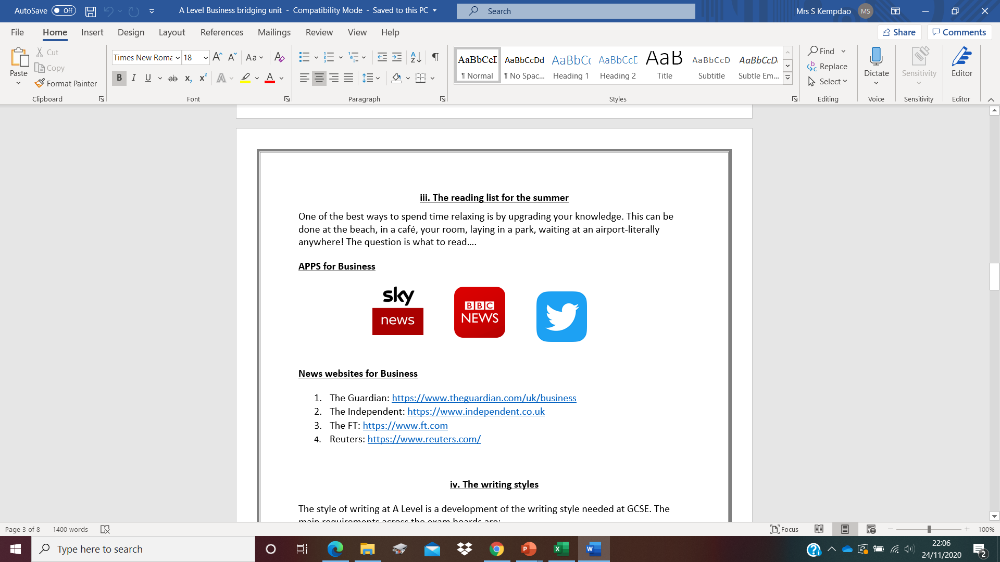 AutoSave Off A Level Business bridging unit - Compatibility Mode - Saved to this PC Search Mrs S Kempdao MS
File Home Insert Design Layout References Mailings Review View Help Share Comments
Paste Cut Copy Format Painter
Clipboard
Times New Roma 18
Font
Paragraph
AaBbCcI AaBbCcDd AaBbCc AaBbCcI AaB AaBbCcD AaBbCcD
¶ Normal ¶ No Spac... Heading 1 Heading 2 Title Subtitle Subtle Em...
Styles
Find
Replace
Select
Editing
Dictate
Voice
Sensitivity
Sensitivity
Editor
Editor
iii. The reading list for the summer
One of the best ways to spend time relaxing is by upgrading your knowledge. This can be
done at the beach, in a café, your room, laying in a park, waiting at an airport-literally
anywhere! The question is what to read….
APPS for Business
sky
news
BBC
NEWS
News websites for Business
1. The Guardian: https://www.theguardian.com/uk/business
2. The Independent: https://www.independent.co.uk
3. The FT: https://www.ft.com
4. Reuters: https://www.reuters.com/
iv. The writing styles
The style of writing at A Level is a development of the writing style needed at GCSE. The
main requirements across the exam boards are:
Page 3 of 8 1400 words Focus 100%
Type here to search
22:06
24/11/2020
2